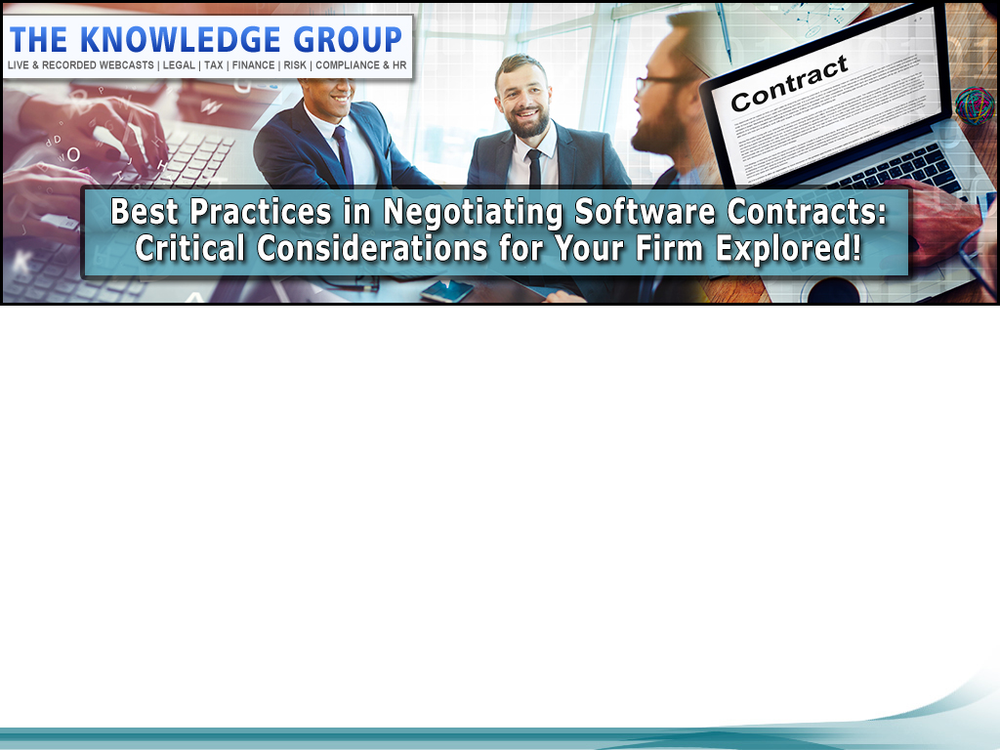 THE KNOWLEDGE GROUP
LIVE & RECORDED WEBCASTS | LEGAL | TAX | FINANCE | RISK | COMPLIANCE & HR
Contract
Best Practices in Negotiating Software Contracts:
Critical Considerations for Your Firm Explored!